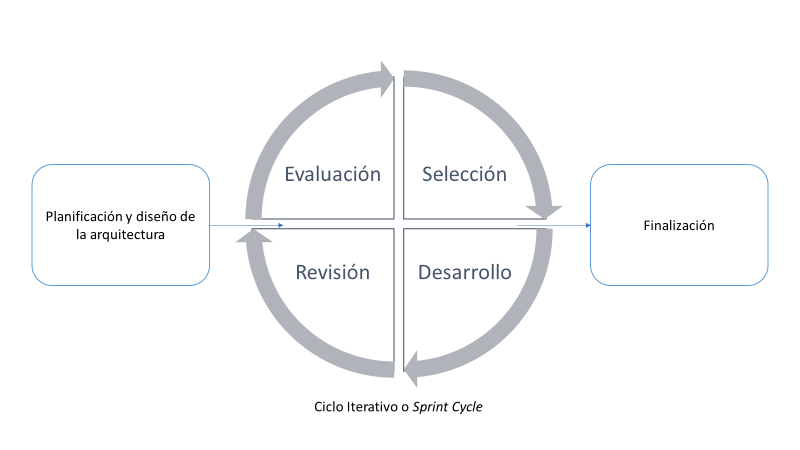 Evaluación
Selección
Planificación y diseño de
la arquitectura
Finalización
Revisión
Desarrollo
Ciclo Iterativo o Sprint Cycle